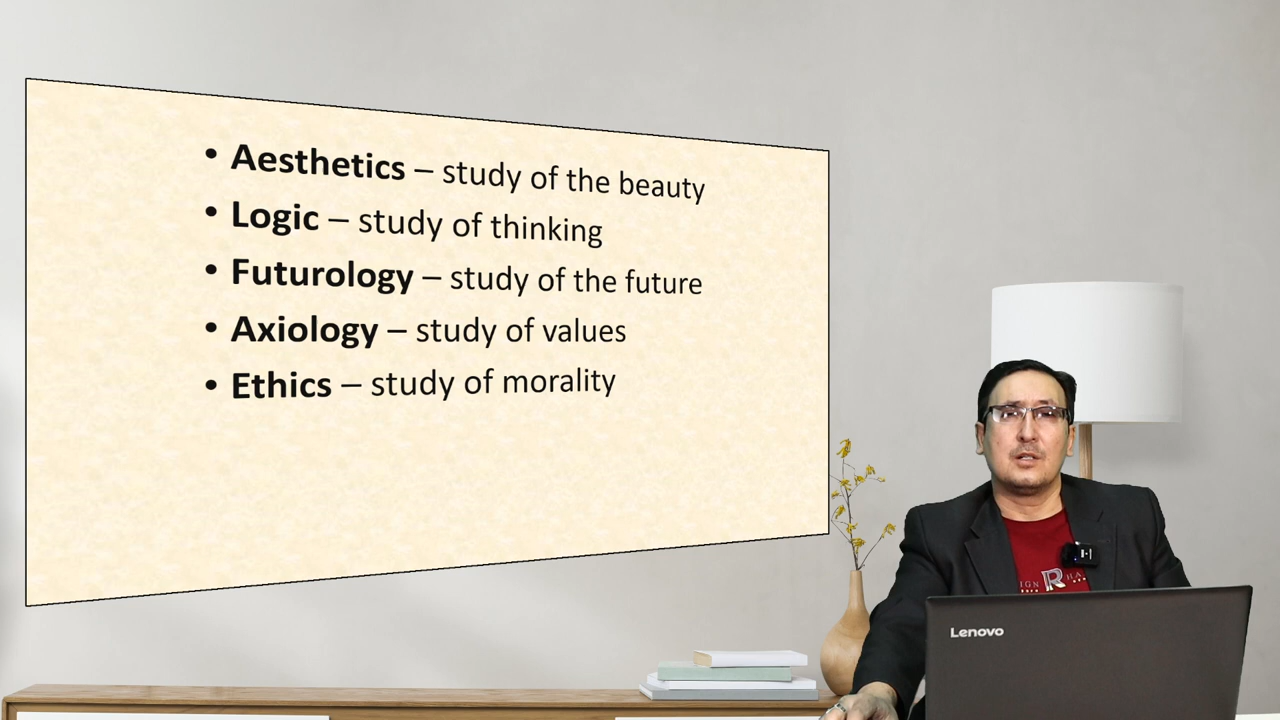 • Aesthetics – study of the beauty
• Logic – study of thinking
• Futurology – study of the future
• Axiology – study of values
• Ethics – study of morality
R
Lenovo